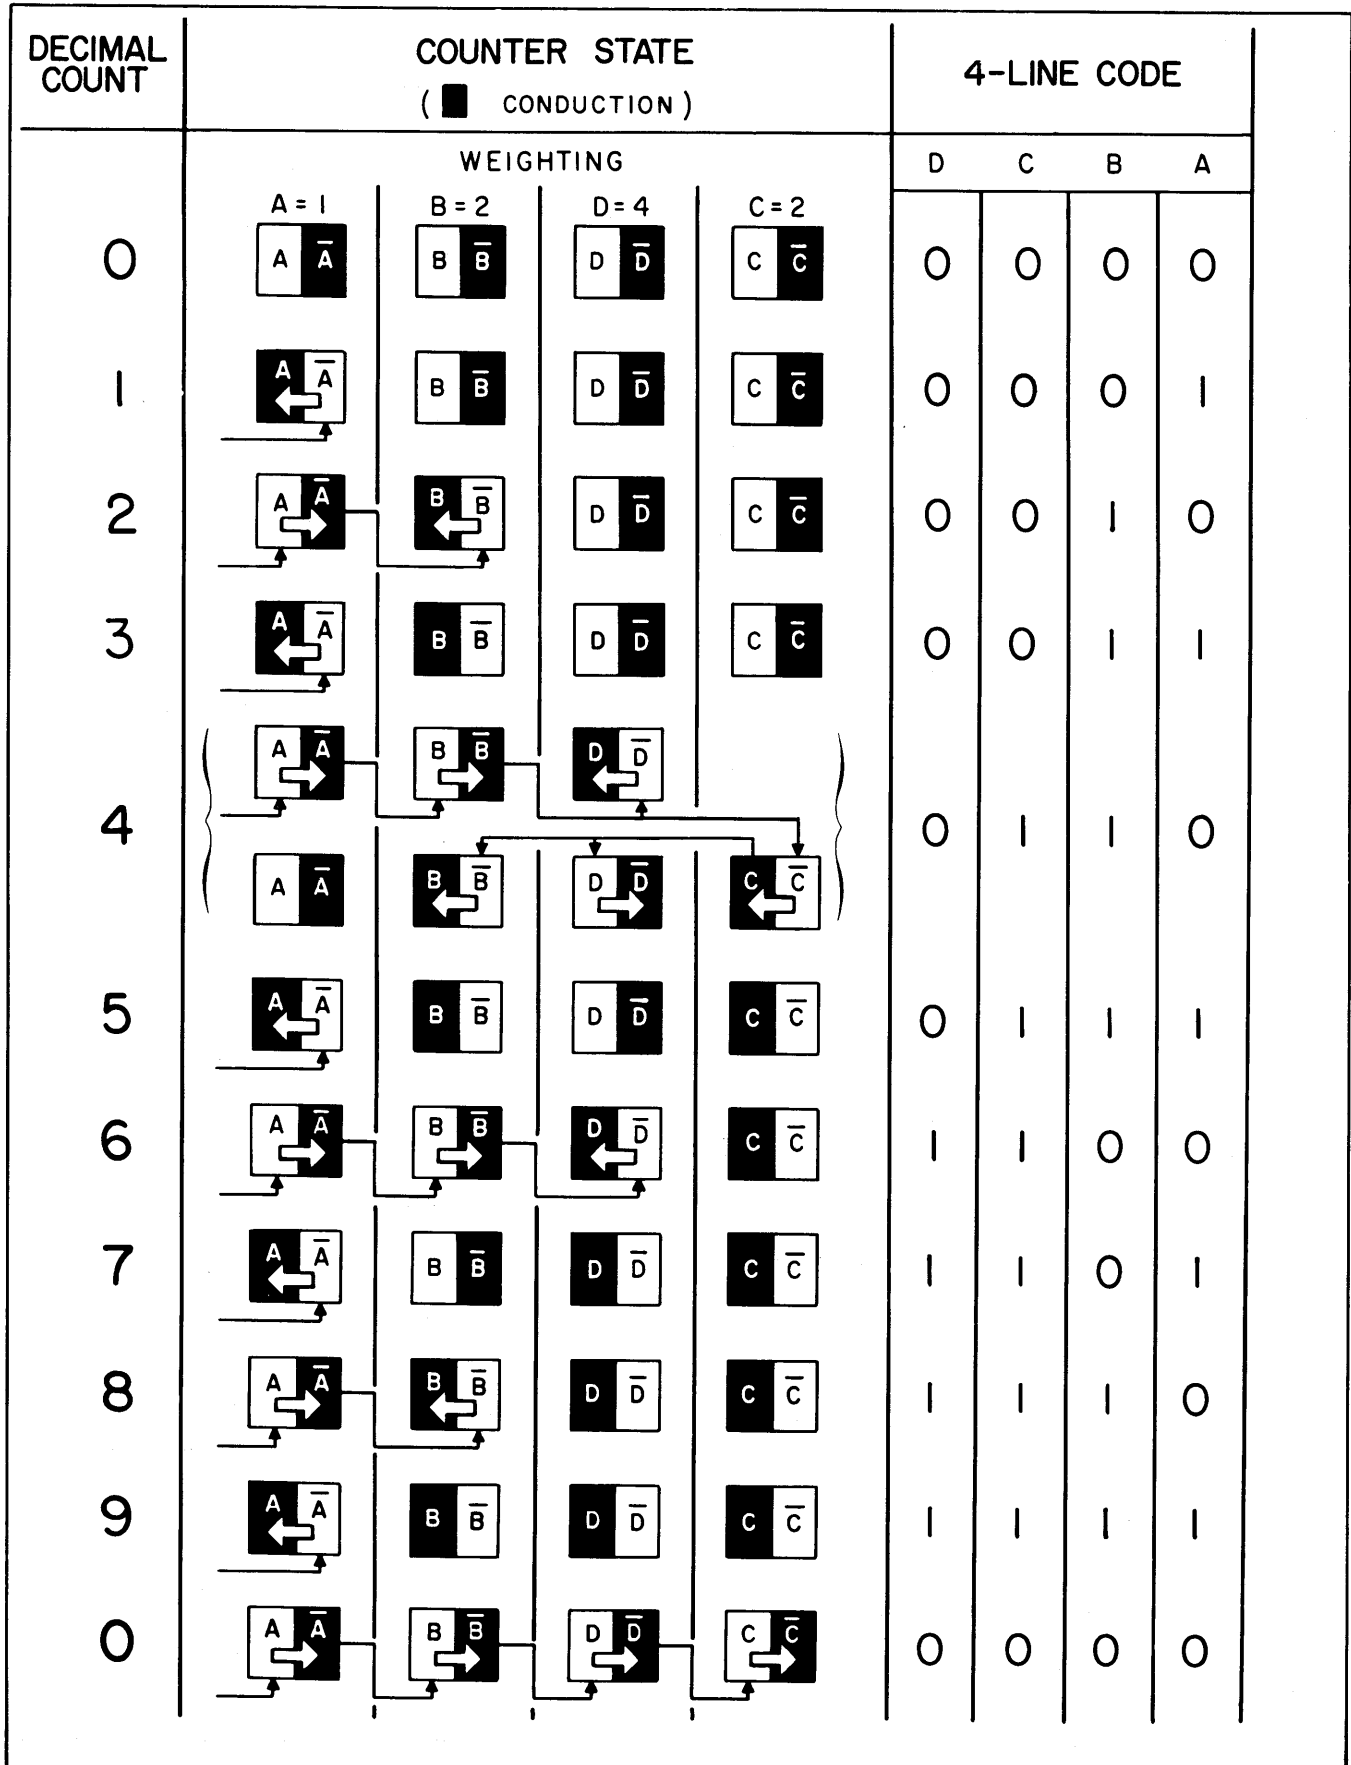 DECIMAL COUNT COUNTER STATE 4-LINE CODE
( ■ CONDUCTION )
WEIGHTING D C B A
A = 1 B = 2 D = 4 C = 2
0 A A̅ B B̅ D D̅ C C̅ 0 0 0 0
1 A A̅ B B̅ D D̅ C C̅ 0 0 0 1
2 A A̅ B B̅ D D̅ C C̅ 0 0 1 0
3 A A̅ B B̅ D D̅ C C̅ 0 0 1 1
A A̅ B B̅ D D̅
4 0 1 1 0
A A̅ B B̅ D D̅ C C̅
5 A A̅ B B̅ D D̅ C C̅ 0 1 1 1
6 A A̅ B B̅ D D̅ C C̅ 1 1 0 0
7 A A̅ B B̅ D D̅ C C̅ 1 1 0 1
8 A A̅ B B̅ D D̅ C C̅ 1 1 1 0
9 A A̅ B B̅ D D̅ C C̅ 1 1 1 1
0 A A̅ B B̅ D D̅ C C̅ 0 0 0 0